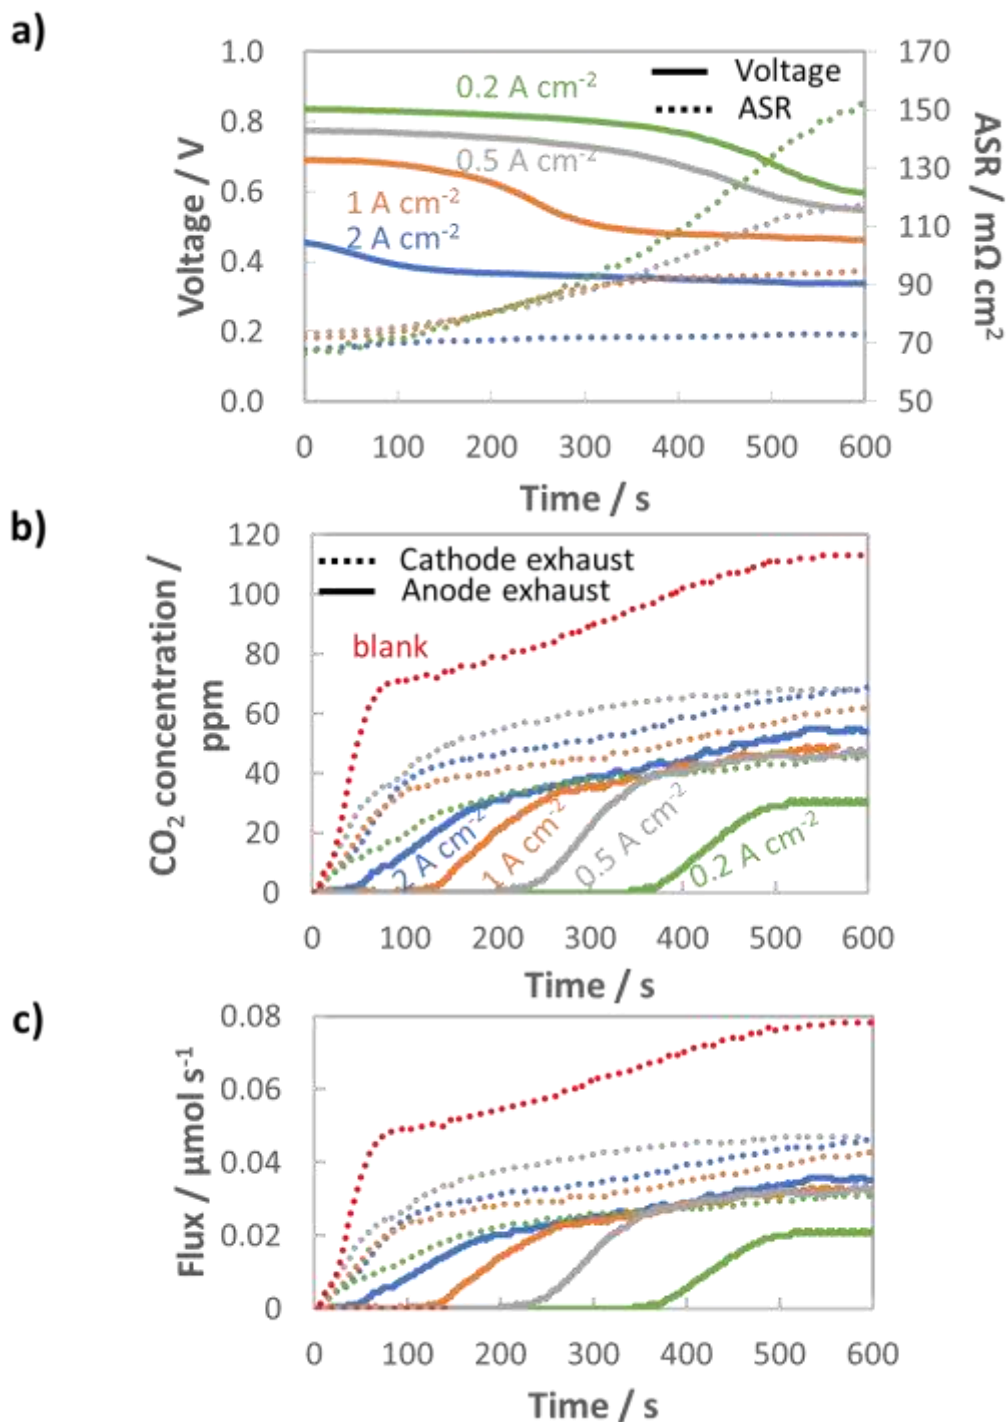 a)
1.0
0.8
0.6
0.4
0.2
0.0
Voltage / V
0.2 A cm⁻²
0.5 A cm⁻²
1 A cm⁻²
2 A cm⁻²
Voltage
ASR
170
150
130
110
90
70
50
ASR / mΩ cm²
0 100 200 300 400 500 600
Time / s
b)
120
100
80
60
40
20
0
CO₂ concentration /
ppm
Cathode exhaust
Anode exhaust
blank
2 A cm⁻²
1 A cm⁻²
0.5 A cm⁻²
0.2 A cm⁻²
0 100 200 300 400 500 600
Time / s
c)
0.08
0.06
0.04
0.02
0
Flux / µmol s⁻¹
0 100 200 300 400 500 600
Time / s